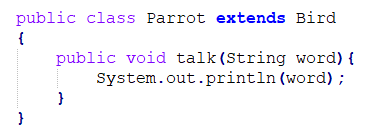 public class Parrot extends Bird
{
    public void talk(String word){
        System.out.println(word);
    }
}